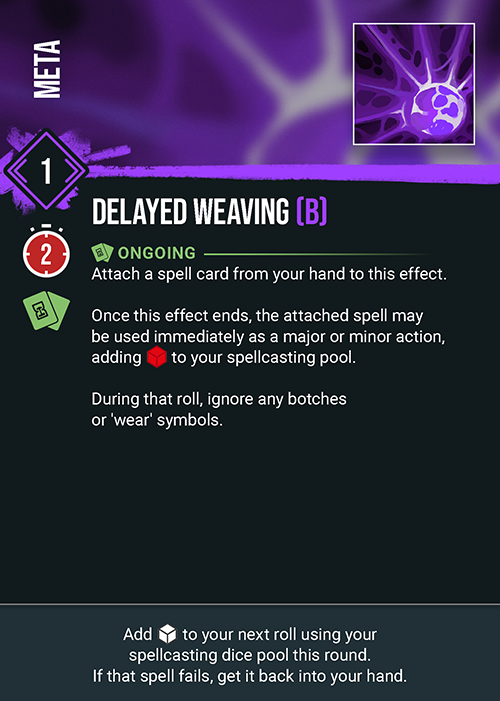 META
1
DELAYED WEAVING (B)
2
ONGOING
Attach a spell card from your hand to this effect.
Once this effect ends, the attached spell may
be used immediately as a major or minor action,
adding to your spellcasting pool.
During that roll, ignore any botches
or 'wear' symbols.
Add to your next roll using your
spellcasting dice pool this round.
If that spell fails, get it back into your hand.